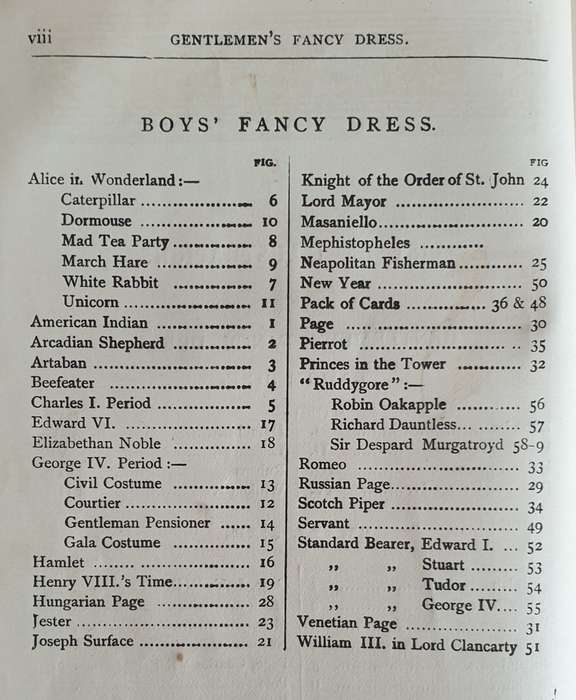 viii GENTLEMEN'S FANCY DRESS.
BOYS' FANCY DRESS.
FIG.
Alice in Wonderland:—
Caterpillar .................. 6
Dormouse .................. 10
Mad Tea Party............. 8
March Hare ............... 9
White Rabbit ............. 7
Unicorn .................... 11
American Indian ............... 1
Arcadian Shepherd ............ 2
Artaban ......................... 3
Beefeater ...................... 4
Charles I. Period ............... 5
Edward VI. .................... 17
Elizabethan Noble ............ 18
George IV. Period :—
Civil Costume ............. 13
Courtier .................... 12
Gentleman Pensioner ...... 14
Gala Costume ............. 15
Hamlet ........................ 16
Henry VIII.'s Time............ 19
Hungarian Page ............... 28
Jester ........................... 23
Joseph Surface ................. 21
FIG
Knight of the Order of St. John 24
Lord Mayor .................... 22
Masaniello...................... 20
Mephistopheles ...........
Neapolitan Fisherman ........... 25
New Year ...................... 50
Pack of Cards .............. 36 & 48
Page ............................ 30
Pierrot ......................... 35
Princes in the Tower ........... 32
"Ruddygore" :—
Robin Oakapple ........... 56
Richard Dauntless........... 57
Sir Despard Murgatroyd 58-9
Romeo ......................... 33
Russian Page.................... 29
Scotch Piper .................... 34
Servant ......................... 49
Standard Bearer, Edward I. ... 52
„ „ Stuart ........ 53
„ „ Tudor ......... 54
„ „ George IV.... 55
Venetian Page .................. 31
William III. in Lord Clancarty 51